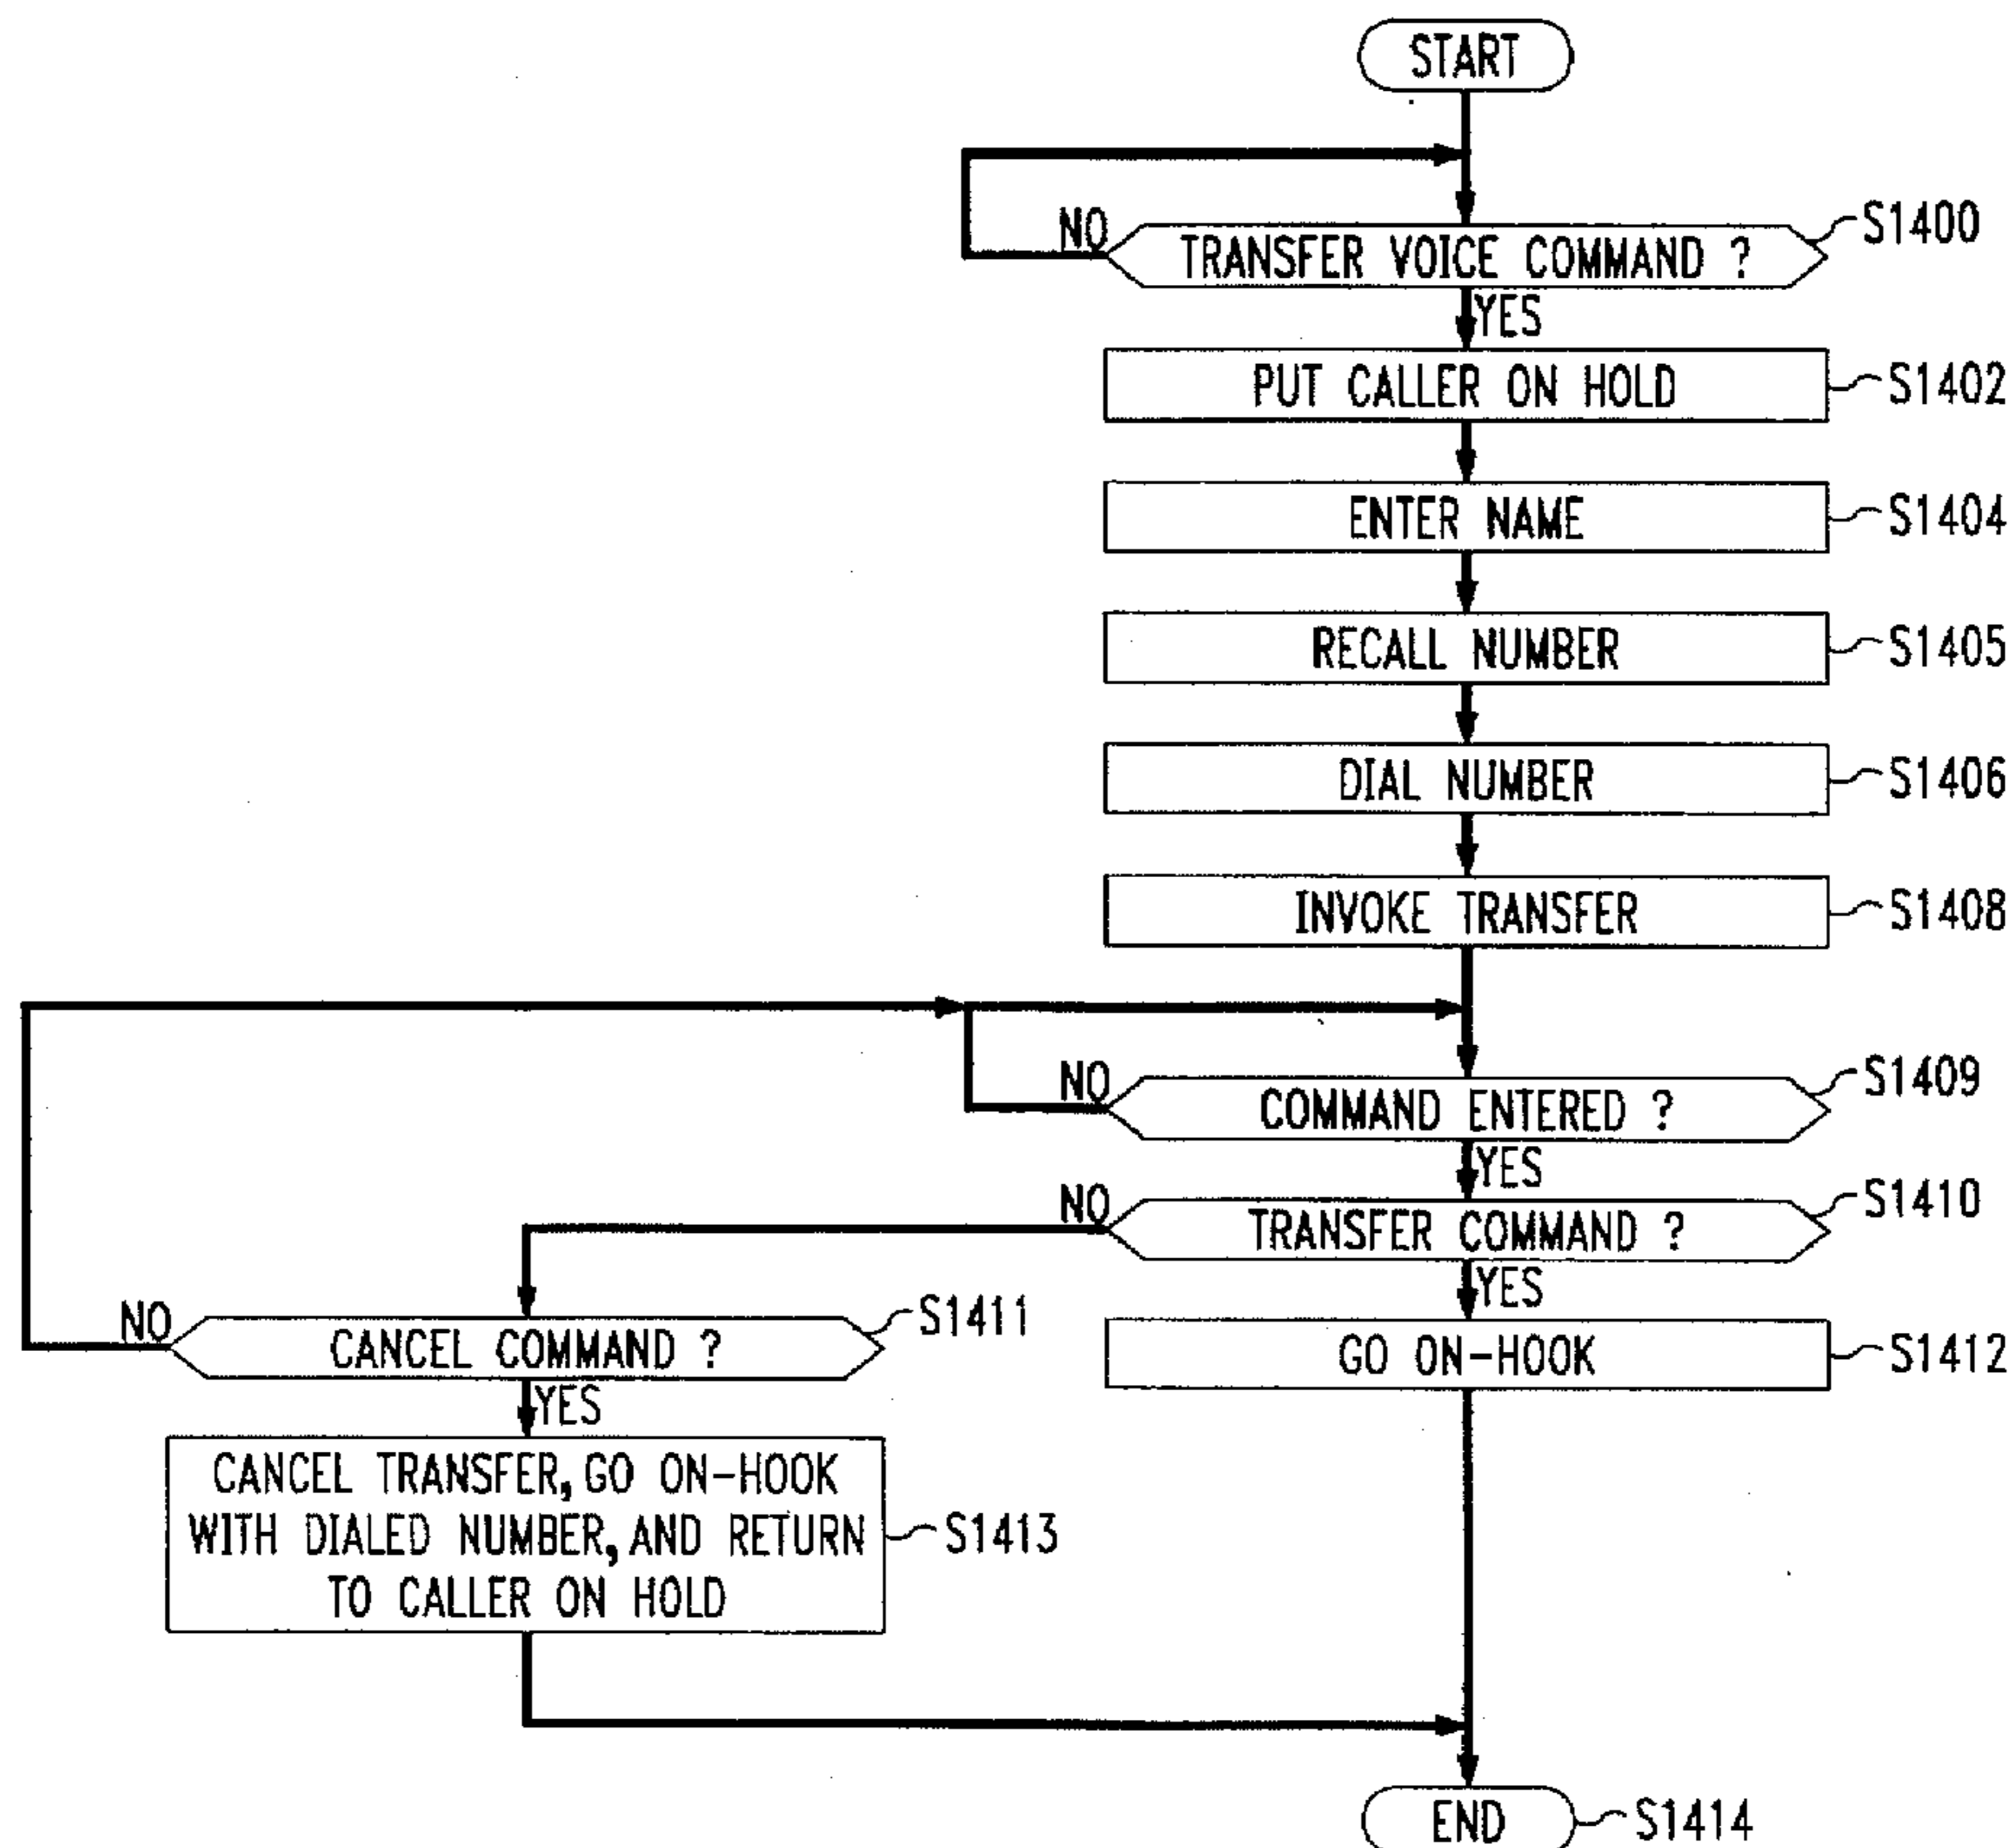 START
NO
TRANSFER VOICE COMMAND ?
S1400
YES
PUT CALLER ON HOLD
S1402
ENTER NAME
S1404
RECALL NUMBER
S1405
DIAL NUMBER
S1406
INVOKE TRANSFER
S1408
NO
COMMAND ENTERED ?
S1409
YES
NO
TRANSFER COMMAND ?
S1410
YES
NO
CANCEL COMMAND ?
S1411
GO ON-HOOK
S1412
YES
CANCEL TRANSFER, GO ON-HOOK
WITH DIALED NUMBER, AND RETURN
TO CALLER ON HOLD
S1413
END
S1414